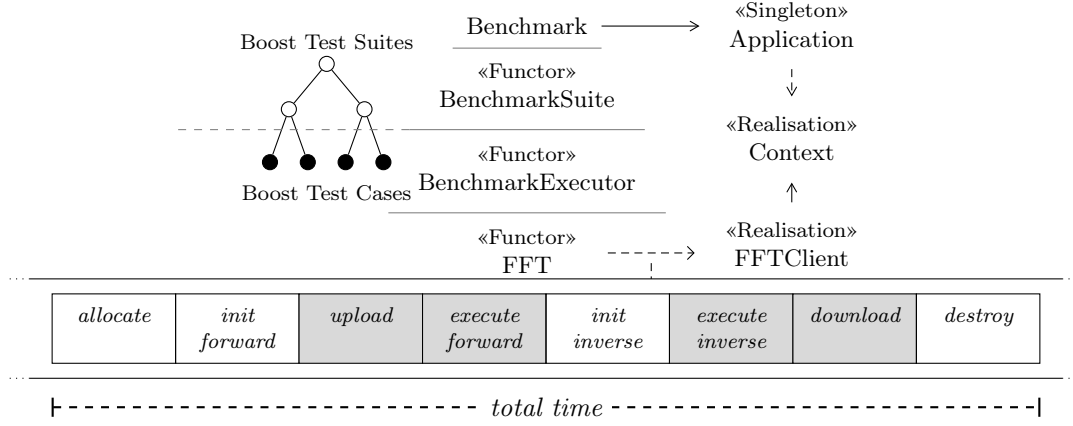 Benchmark
«Singleton»
Application
Boost Test Suites
«Functor»
BenchmarkSuite
«Realisation»
Context
«Functor»
BenchmarkExecutor
Boost Test Cases
«Functor»
FFT
«Realisation»
FFTClient
allocate
init
forward
upload
execute
forward
init
inverse
execute
inverse
download
destroy
total time